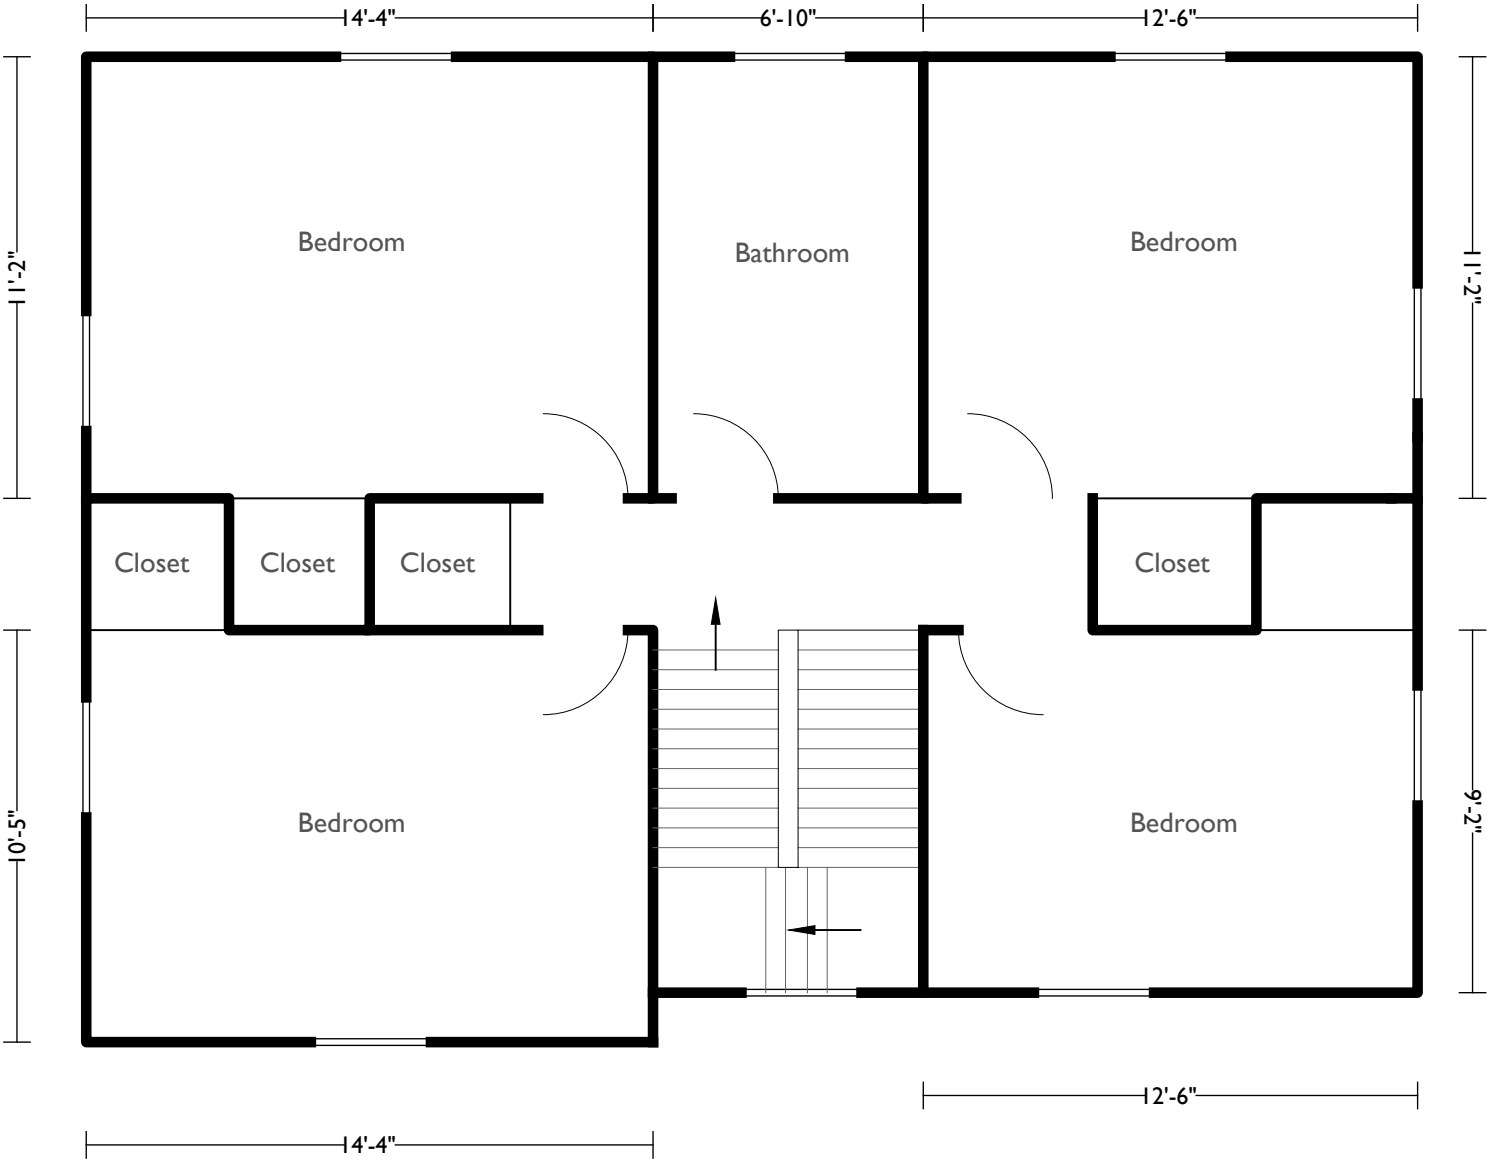 14'-4" 6'-10" 12'-6"
11'-2"
Bedroom
Bathroom
Bedroom
11'-2"
Closet Closet Closet Closet
10'-5"
Bedroom
Bedroom
9'-2"
12'-6"
14'-4"